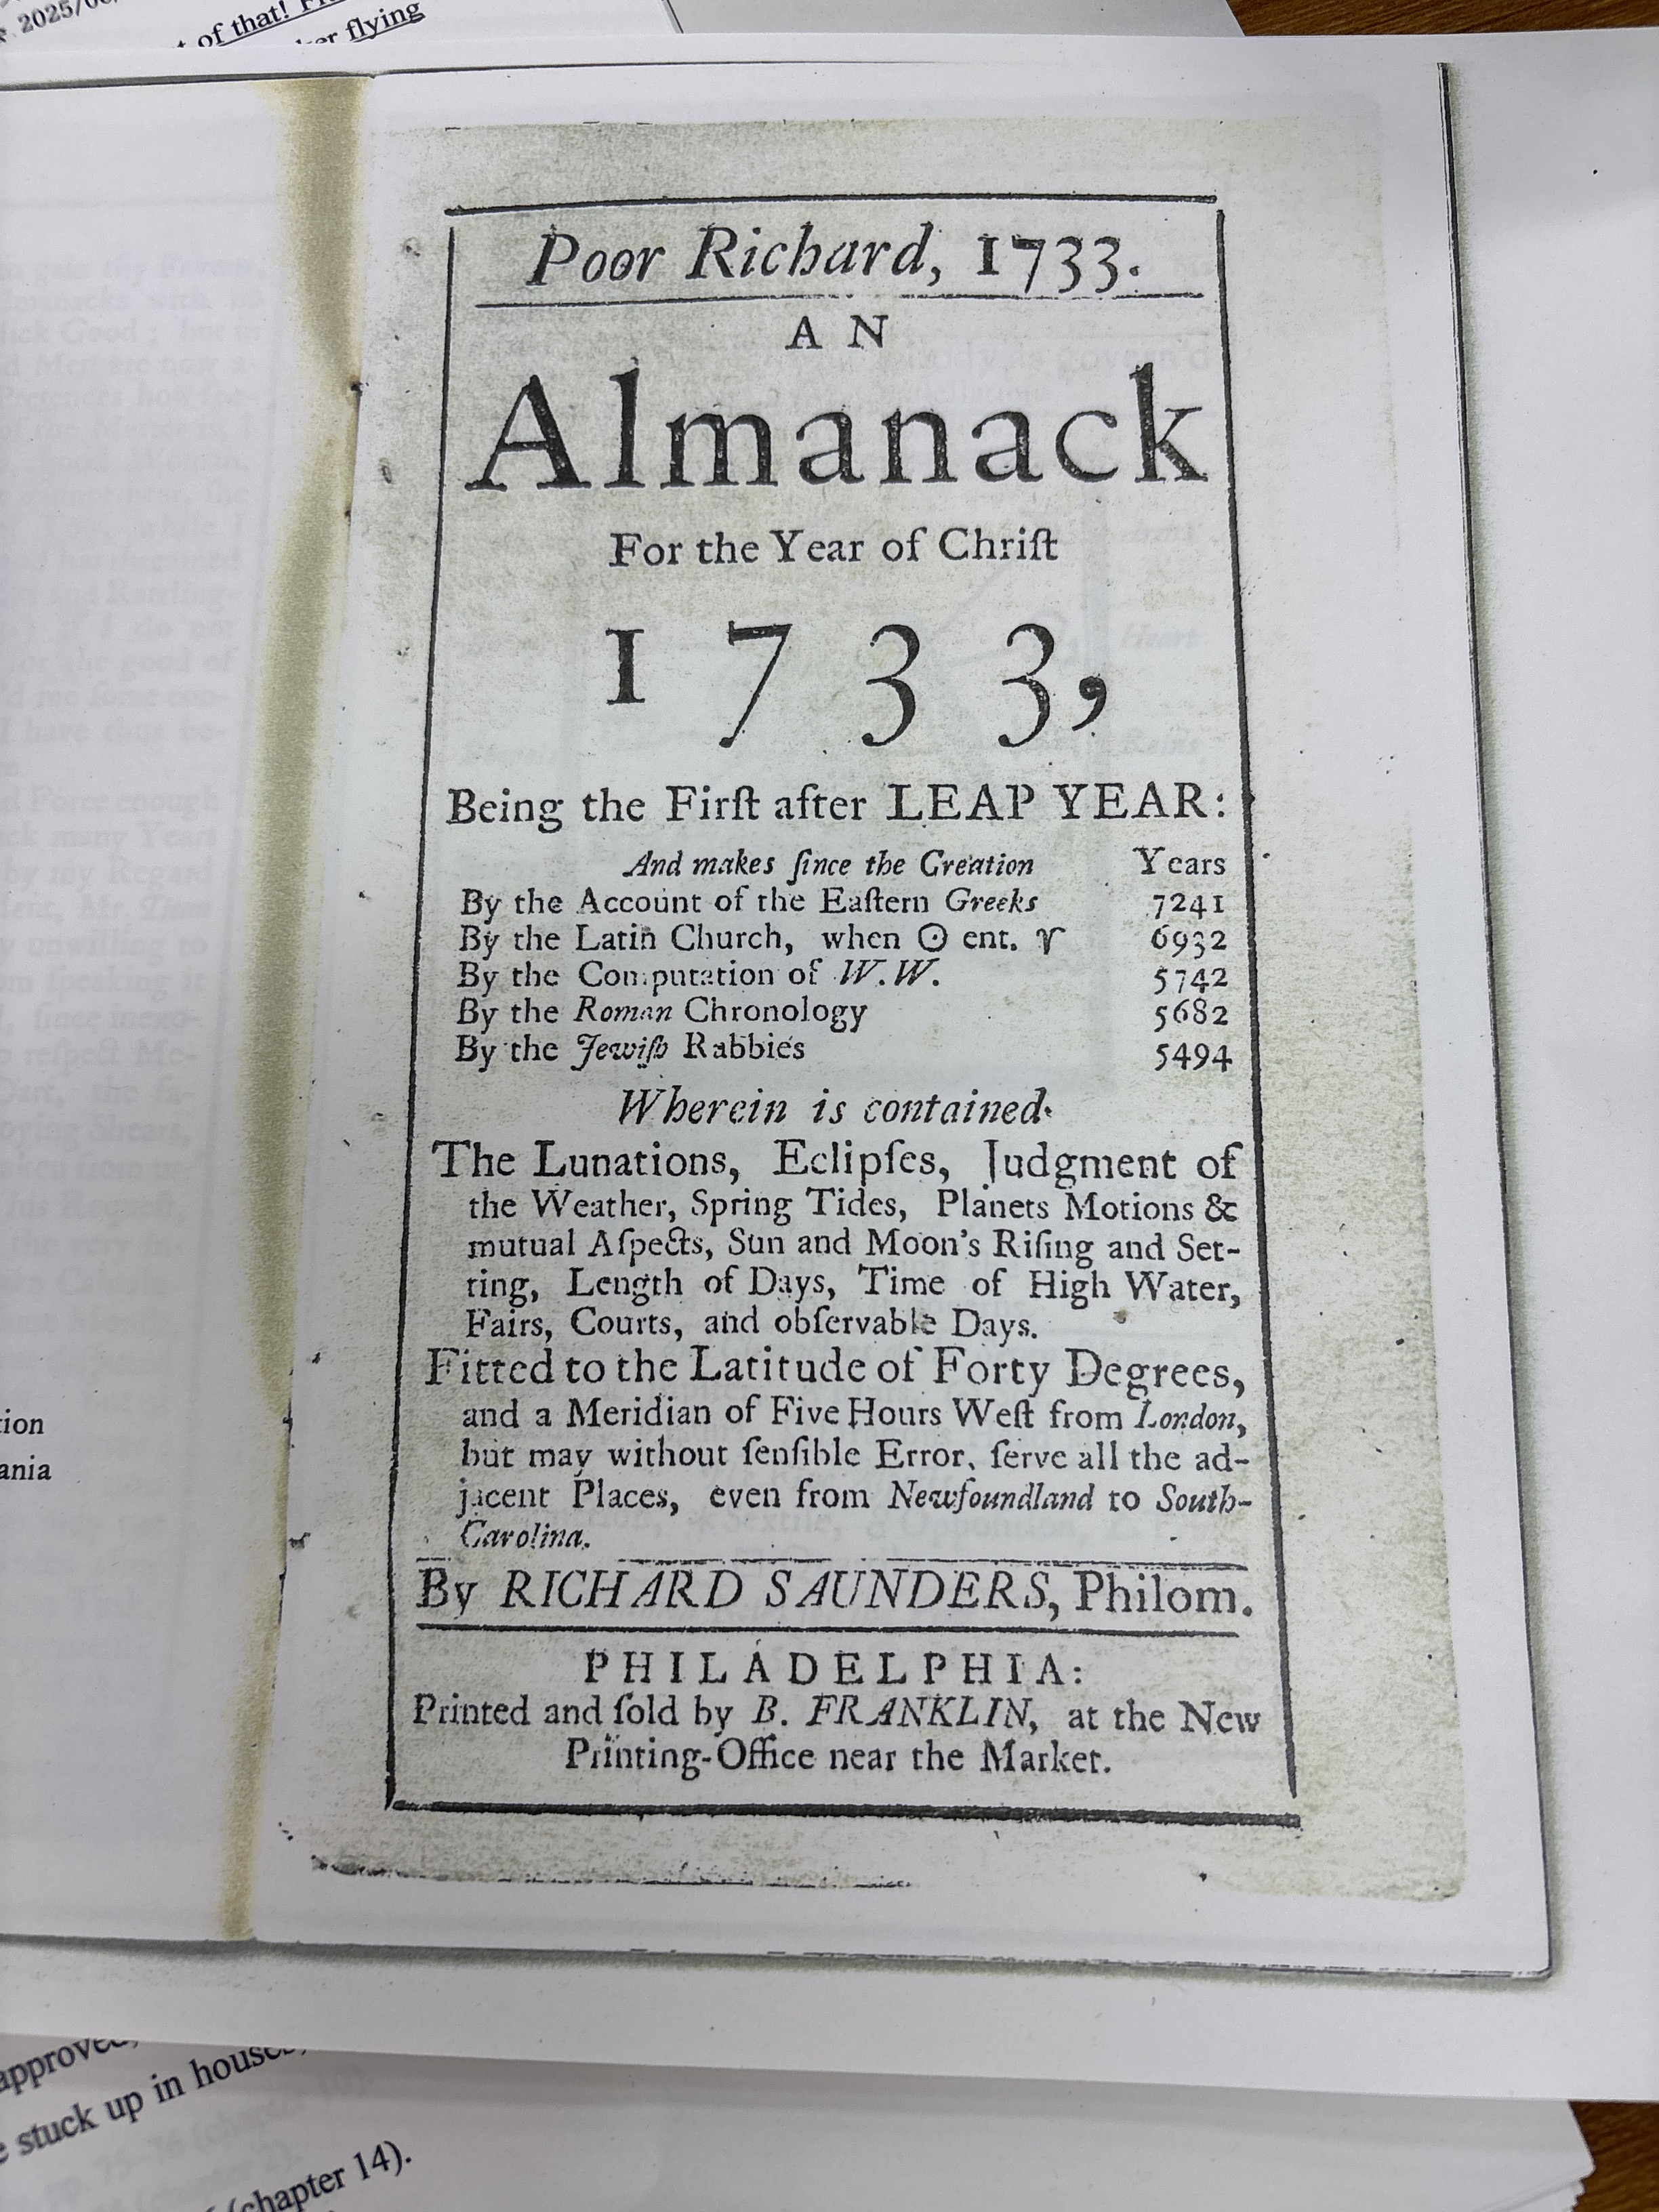 2025/0
of that!
er flying
Poor Richard, 1733.
AN
Almanack
For the Year of Chriſt
1733,
Being the Firſt after LEAP YEAR:
And makes ſince the Creation Years
By the Account of the Eaſtern Greeks 7241
By the Latin Church, when ☉ ent. ♈ 6932
By the Computation of W.W. 5742
By the Roman Chronology 5682
By the Jewiſh Rabbies 5494
Wherein is contained
The Lunations, Eclipſes, Judgment of
the Weather, Spring Tides, Planets Motions &
mutual Aſpects, Sun and Moon's Riſing and Set-
ting, Length of Days, Time of High Water,
Fairs, Courts, and obſervable Days.
Fitted to the Latitude of Forty Degrees,
and a Meridian of Five Hours Weſt from London,
but may without ſenſible Error, ſerve all the ad-
jacent Places, even from Newfoundland to South-
Carolina.
By RICHARD SAUNDERS, Philom.
PHILADELPHIA:
Printed and ſold by B. FRANKLIN, at the New
Printing-Office near the Market.
tion
ania
approved,
stuck up in houses,
(chapter 14).